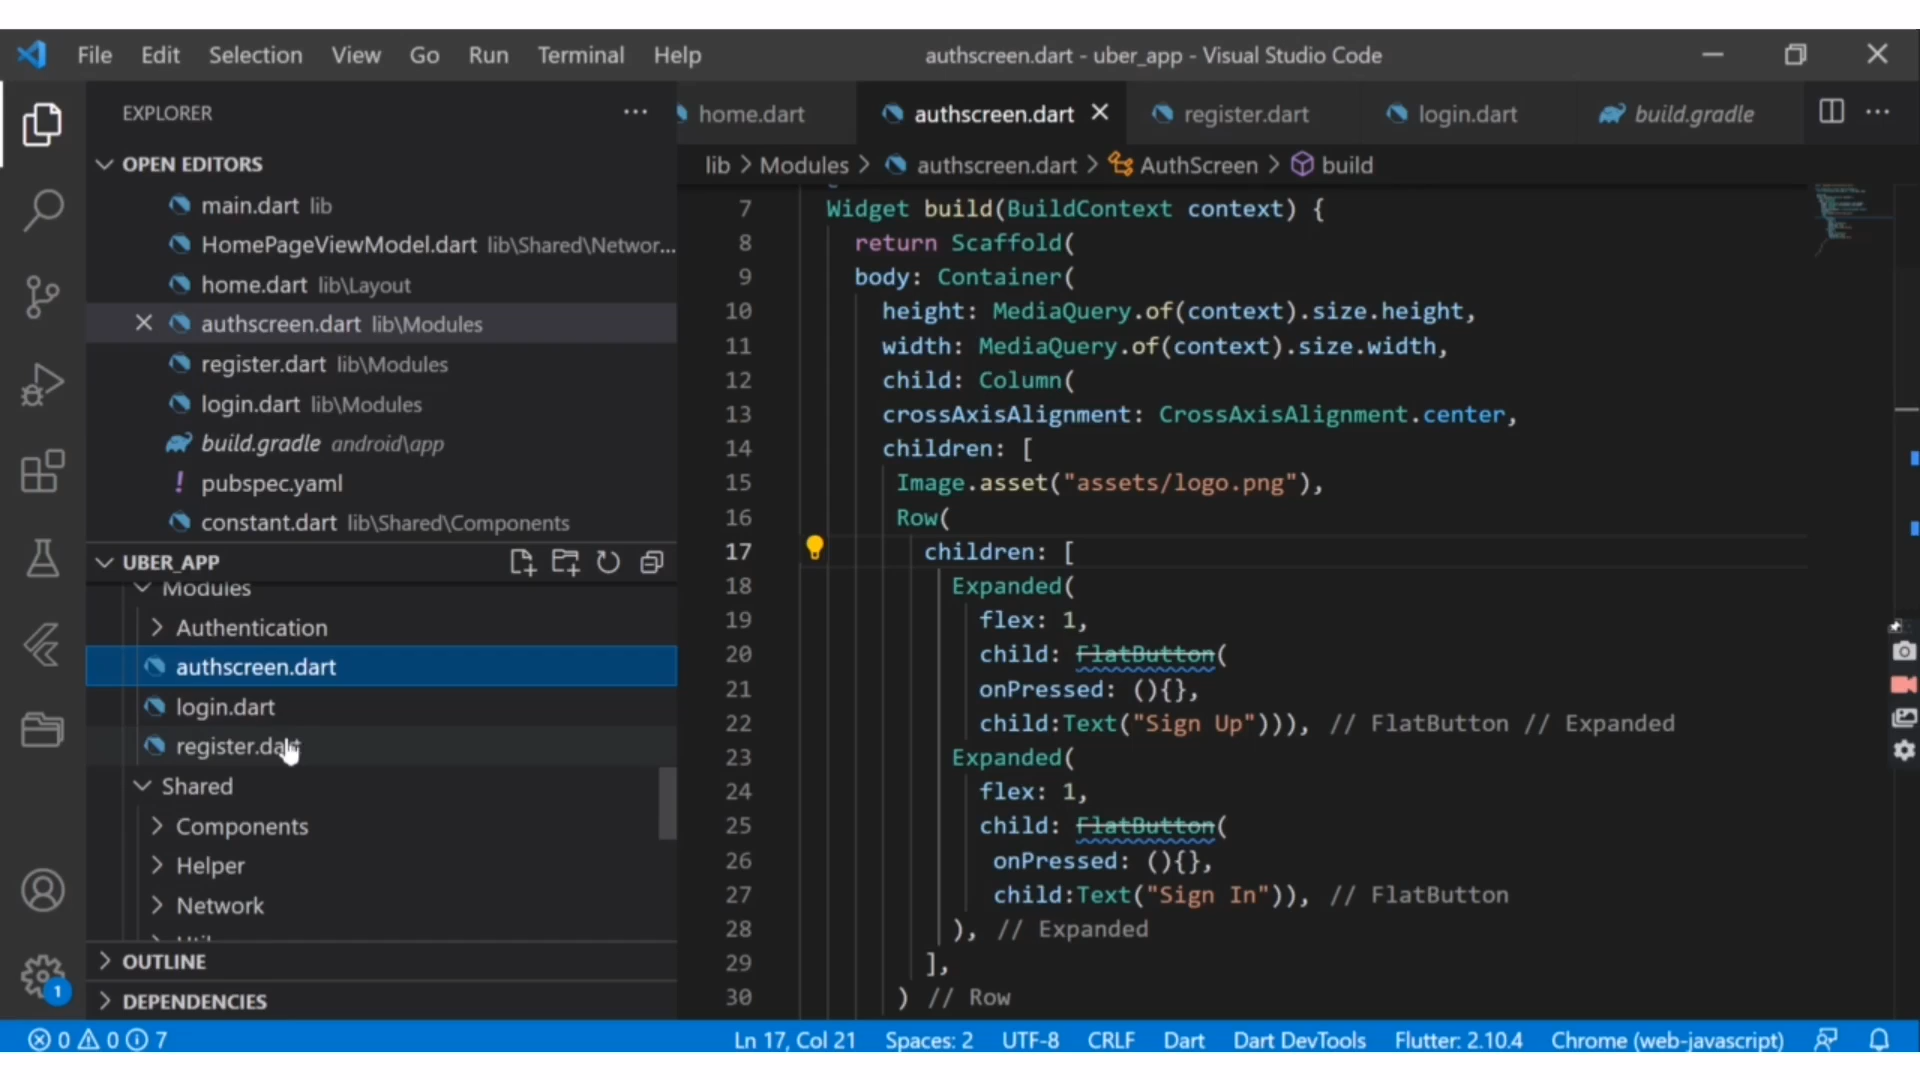 File Edit Selection View Go Run Terminal Help authscreen.dart - uber_app - Visual Studio Code
EXPLORER
home.dart authscreen.dart register.dart login.dart build.gradle
OPEN EDITORS
lib > Modules > authscreen.dart > AuthScreen > build
main.dart lib
HomePageViewModel.dart lib\Shared\Networ...
home.dart lib\Layout
authscreen.dart lib\Modules
register.dart lib\Modules
login.dart lib\Modules
build.gradle android\app
! pubspec.yaml
constant.dart lib\Shared\Components
UBER_APP
Modules
Authentication
authscreen.dart
login.dart
register.dart
Shared
Components
Helper
Network
OUTLINE
DEPENDENCIES
7 Widget build(BuildContext context) {
8 return Scaffold(
9 body: Container(
10 height: MediaQuery.of(context).size.height,
11 width: MediaQuery.of(context).size.width,
12 child: Column(
13 crossAxisAlignment: CrossAxisAlignment.center,
14 children: [
15 Image.asset("assets/logo.png"),
16 Row(
17 children: [
18 Expanded(
19 flex: 1,
20 child: FlatButton(
21 onPressed: (){},
22 child:Text("Sign Up"))), // FlatButton // Expanded
23 Expanded(
24 flex: 1,
25 child: FlatButton(
26 onPressed: (){},
27 child:Text("Sign In")), // FlatButton
28 ), // Expanded
29 ],
30 ) // Row
1
0 0 7 Ln 17, Col 21 Spaces: 2 UTF-8 CRLF Dart Dart DevTools Flutter: 2.10.4 Chrome (web-javascript)